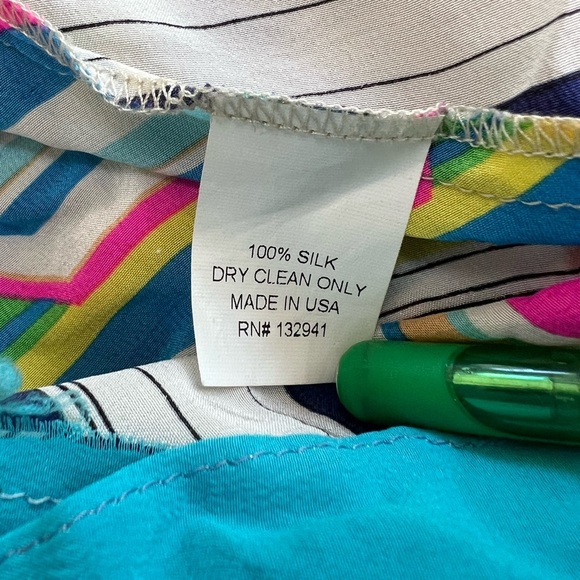 100% SILK
DRY CLEAN ONLY
MADE IN USA
RN# 132941